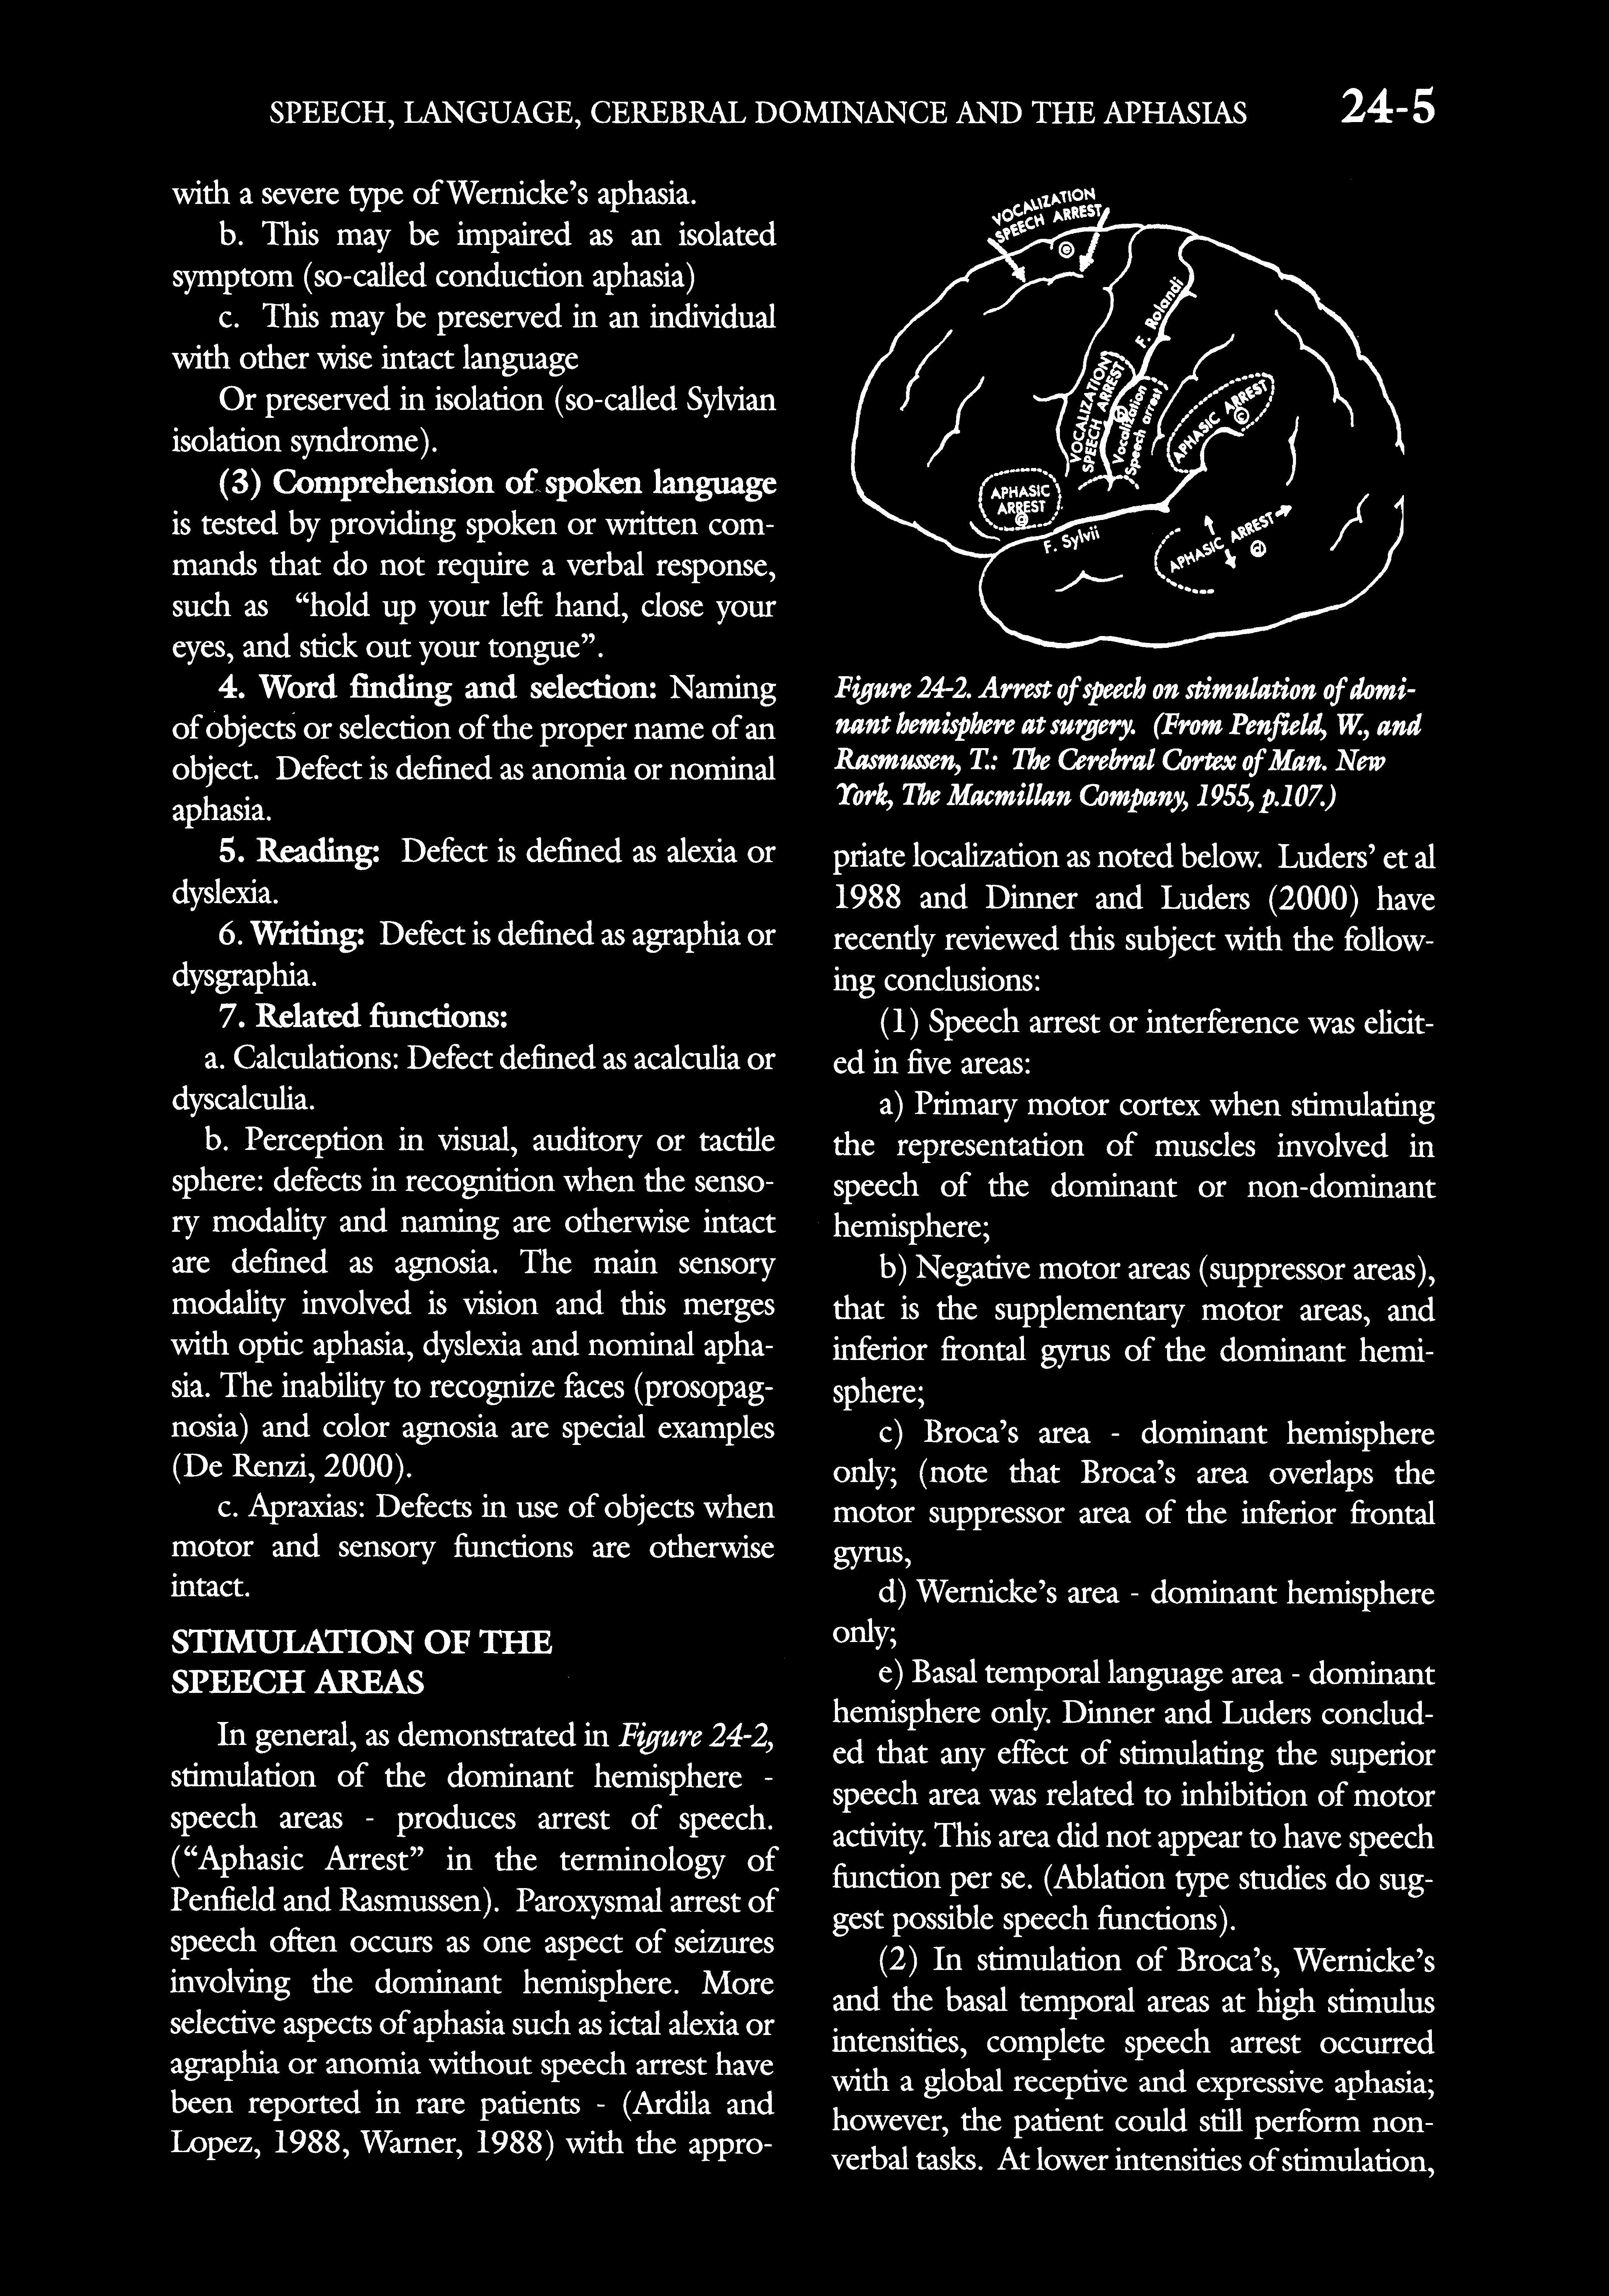 SPEECH, LANGUAGE, CEREBRAL DOMINANCE AND THE APHASIAS 24-5
with a severe type of Wernicke's aphasia.
b. This may be impaired as an isolated
symptom (so-called conduction aphasia)
c. This may be preserved in an individual
with other wise intact language
Or preserved in isolation (so-called Sylvian
isolation syndrome).
(3) Comprehension of spoken language
is tested by providing spoken or written com-
mands that do not require a verbal response,
such as “hold up your left hand, close your
eyes, and stick out your tongue”.
4. Word finding and selection: Naming
of objects or selection of the proper name of an
object. Defect is defined as anomia or nominal
aphasia.
5. Reading: Defect is defined as alexia or
dyslexia.
6. Writing: Defect is defined as agraphia or
dysgraphia.
7. Related functions:
a. Calculations: Defect defined as acalculia or
dyscalculia.
b. Perception in visual, auditory or tactile
sphere: defects in recognition when the senso-
ry modality and naming are otherwise intact
are defined as agnosia. The main sensory
modality involved is vision and this merges
with optic aphasia, dyslexia and nominal apha-
sia. The inability to recognize faces (prosopag-
nosia) and color agnosia are special examples
(De Renzi, 2000).
c. Apraxias: Defects in use of objects when
motor and sensory functions are otherwise
intact.
STIMULATION OF THE
SPEECH AREAS
In general, as demonstrated in Figure 24-2,
stimulation of the dominant hemisphere -
speech areas - produces arrest of speech.
(“Aphasic Arrest” in the terminology of
Penfield and Rasmussen). Paroxysmal arrest of
speech often occurs as one aspect of seizures
involving the dominant hemisphere. More
selective aspects of aphasia such as ictal alexia or
agraphia or anomia without speech arrest have
been reported in rare patients - (Ardila and
Lopez, 1988, Warner, 1988) with the appro-
VOCALIZATION
SPEECH ARREST
F. Rolandi
VOCALIZATION
SPEECH ARREST
Vocalization
Speech arrest
APHASIC ARREST
APHASIC
ARREST
F. Sylvii
APHASIC ARREST
Figure 24-2. Arrest of speech on stimulation of domi-
nant hemisphere at surgery. (From Penfield, W., and
Rasmussen, T.: The Cerebral Cortex of Man. New
York, The Macmillan Company, 1955, p.107.)
priate localization as noted below. Luders' et al
1988 and Dinner and Luders (2000) have
recently reviewed this subject with the follow-
ing conclusions:
(1) Speech arrest or interference was elicit-
ed in five areas:
a) Primary motor cortex when stimulating
the representation of muscles involved in
speech of the dominant or non-dominant
hemisphere;
b) Negative motor areas (suppressor areas),
that is the supplementary motor areas, and
inferior frontal gyrus of the dominant hemi-
sphere;
c) Broca's area - dominant hemisphere
only; (note that Broca's area overlaps the
motor suppressor area of the inferior frontal
gyrus,
d) Wernicke's area - dominant hemisphere
only;
e) Basal temporal language area - dominant
hemisphere only. Dinner and Luders conclud-
ed that any effect of stimulating the superior
speech area was related to inhibition of motor
activity. This area did not appear to have speech
function per se. (Ablation type studies do sug-
gest possible speech functions).
(2) In stimulation of Broca's, Wernicke's
and the basal temporal areas at high stimulus
intensities, complete speech arrest occurred
with a global receptive and expressive aphasia;
however, the patient could still perform non-
verbal tasks. At lower intensities of stimulation,